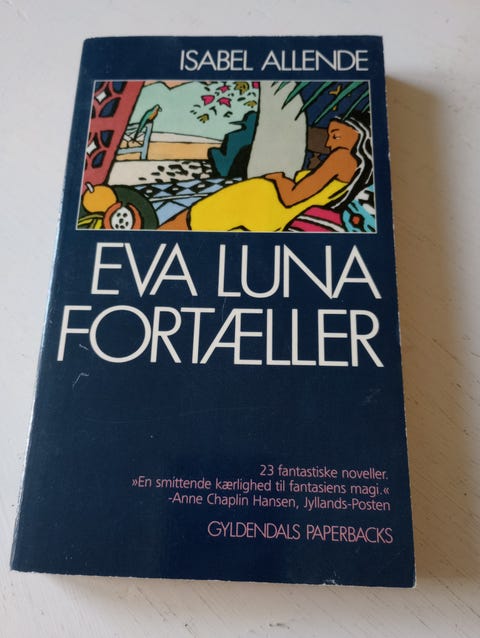 ISABEL ALLENDE
EVA LUNA
FORTÆLLER
23 fantastiske noveller.
»En smittende kærlighed til fantasiens magi.«
-Anne Chaplin Hansen, Jyllands-Posten
GYLDENDALS PAPERBACKS